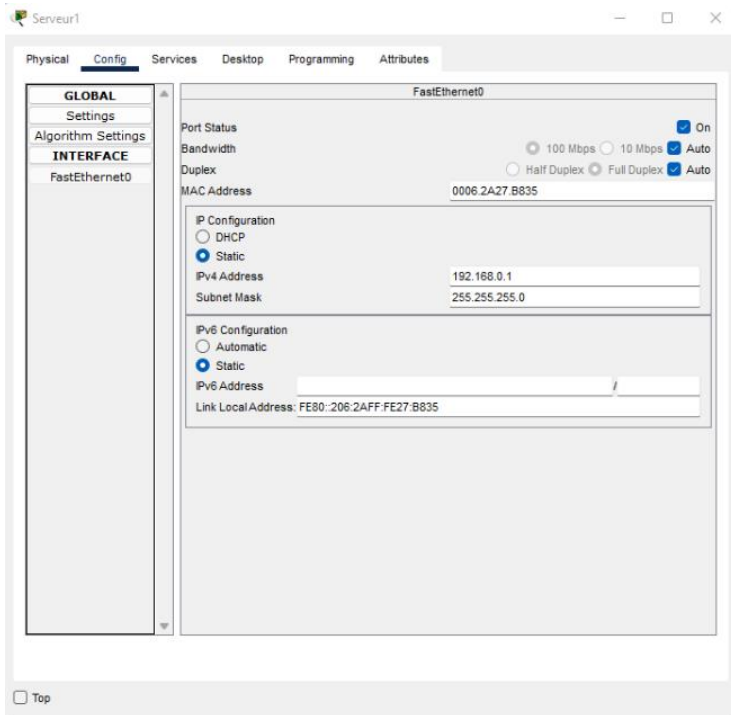 Serveur1
Physical Config Services Desktop Programming Attributes
GLOBAL
Settings
Algorithm Settings
INTERFACE
FastEthernet0
FastEthernet0
Port Status On
Bandwidth 100 Mbps 10 Mbps Auto
Duplex Half Duplex Full Duplex Auto
MAC Address 0006.2A27.B835
IP Configuration
DHCP
Static
IPv4 Address 192.168.0.1
Subnet Mask 255.255.255.0
IPv6 Configuration
Automatic
Static
IPv6 Address /
Link Local Address: FE80::206:2AFF:FE27:B835
Top